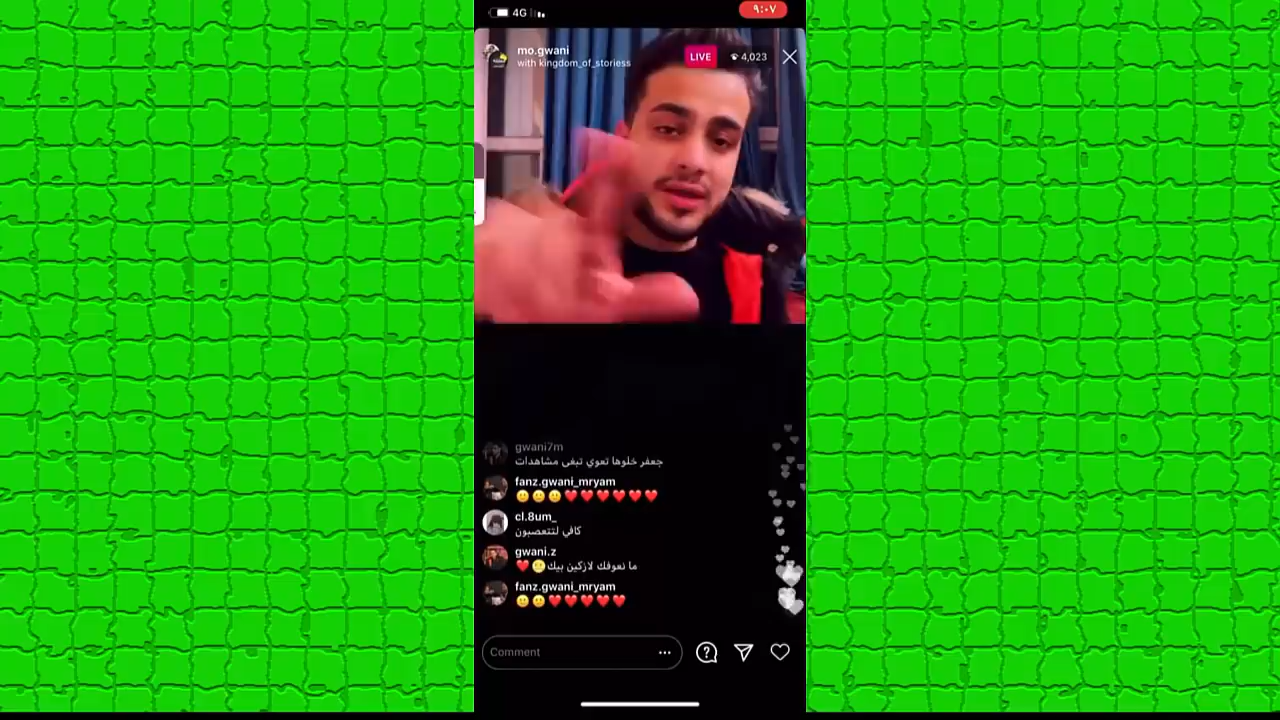 4G
٩:٠٧
mo.gwani
with kingdom_of_storiess
LIVE
4,023
gwani7m
جعفر خلوها تعوي تبغى مشاهدات
fanz.gwani_mryam
😐😐😐❤️❤️❤️❤️❤️❤️
cl.8um_
كافي لتتعصبون
gwani.z
ما نعوفك لازكين بيك😕❤️
fanz.gwani_mryam
😐😐❤️❤️❤️❤️❤️
Comment